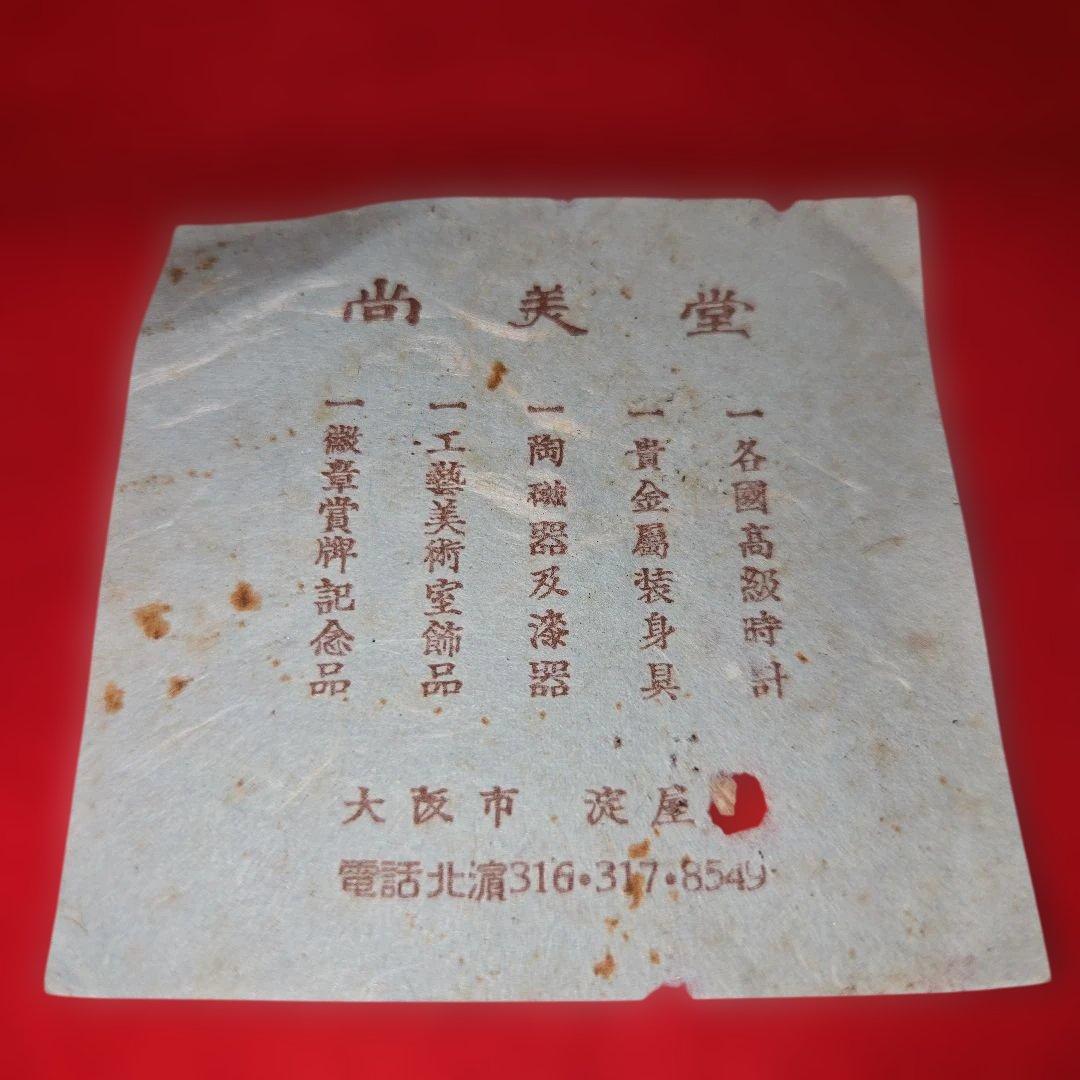 尚美堂
一各國高級時計
一貴金屬装身具
一陶磁器及漆器
一工藝美術室飾品
一徽章賞牌記念品
大阪市 淀屋
電話北濱316・317・8549